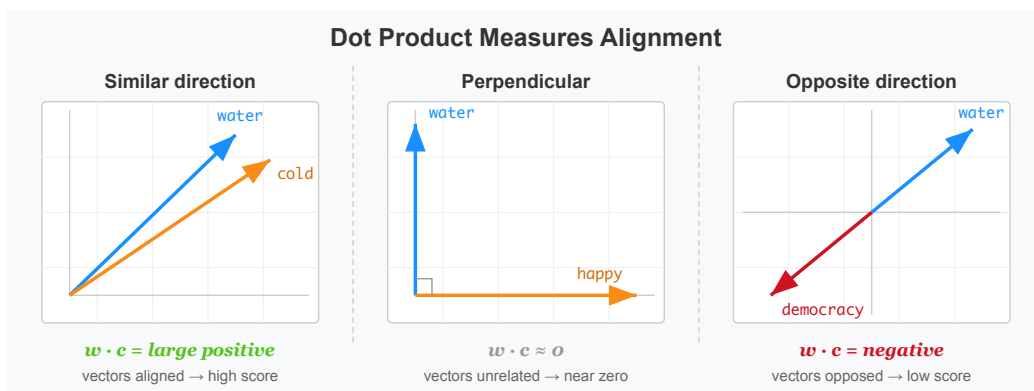 Dot Product Measures Alignment
Similar direction
water
cold
w · c = large positive
vectors aligned → high score
Perpendicular
water
happy
w · c ≈ 0
vectors unrelated → near zero
Opposite direction
water
democracy
w · c = negative
vectors opposed → low score